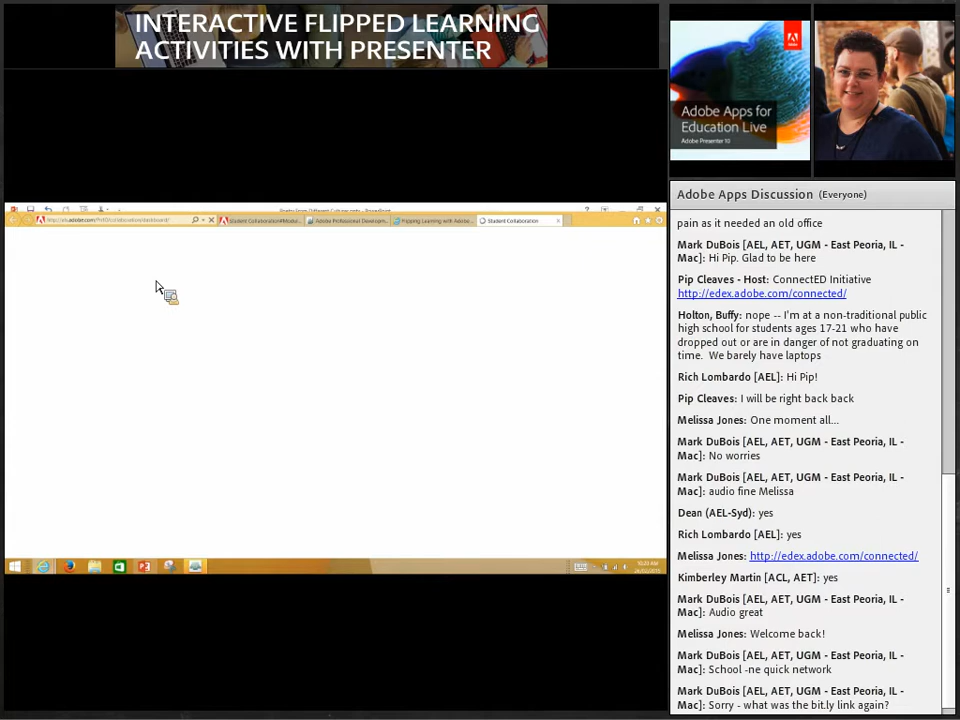 INTERACTIVE FLIPPED LEARNING
ACTIVITIES WITH PRESENTER
Adobe Apps for
Education Live
Adobe Presenter 10
Student Collaboration
Adobe Apps Discussion (Everyone)
pain as it needed an old office
Mark DuBois [AEL, AET, UGM - East Peoria, IL -
Mac]: Hi Pip. Glad to be here
Pip Cleaves - Host: ConnectED Initiative
http://edex.adobe.com/connected/
Holton, Buffy: nope -- I'm at a non-traditional public
high school for students ages 17-21 who have
dropped out or are in danger of not graduating on
time. We barely have laptops
Rich Lombardo [AEL]: Hi Pip!
Pip Cleaves: I will be right back back
Melissa Jones: One moment all...
Mark DuBois [AEL, AET, UGM - East Peoria, IL -
Mac]: No worries
Mark DuBois [AEL, AET, UGM - East Peoria, IL -
Mac]: audio fine Melissa
Dean (AEL-Syd): yes
Rich Lombardo [AEL]: yes
Melissa Jones: http://edex.adobe.com/connected/
Kimberley Martin [ACL, AET]: yes
Mark DuBois [AEL, AET, UGM - East Peoria, IL -
Mac]: Audio great
Melissa Jones: Welcome back!
Mark DuBois [AEL, AET, UGM - East Peoria, IL -
Mac]: School -ne quick network
Mark DuBois [AEL, AET, UGM - East Peoria, IL -
Mac]: Sorry - what was the bit.ly link again?